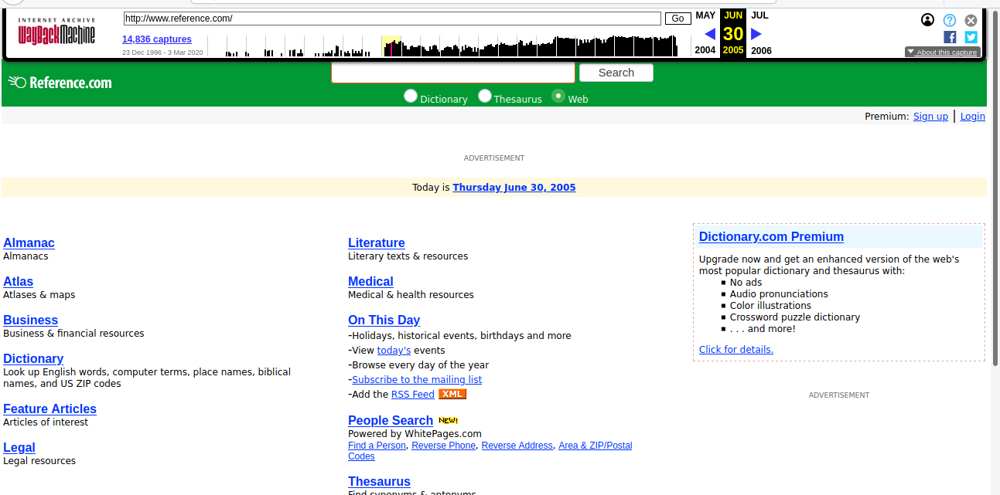 INTERNET ARCHIVE
WayBackMachine
http://www.reference.com/
Go
14,836 captures
23 Dec 1996 - 3 Mar 2020
MAY JUN JUL
30
2004 2005 2006
About this capture
Reference.com
Search
Dictionary Thesaurus Web
Premium: Sign up | Login
ADVERTISEMENT
Today is Thursday June 30, 2005
Almanac
Almanacs
Atlas
Atlases & maps
Business
Business & financial resources
Dictionary
Look up English words, computer terms, place names, biblical
names, and US ZIP codes
Feature Articles
Articles of interest
Legal
Legal resources
Literature
Literary texts & resources
Medical
Medical & health resources
On This Day
-Holidays, historical events, birthdays and more
-View today's events
-Browse every day of the year
-Subscribe to the mailing list
-Add the RSS Feed XML
People Search NEW!
Powered by WhitePages.com
Find a Person, Reverse Phone, Reverse Address, Area & ZIP/Postal
Codes
Thesaurus
Find synonyms & antonyms
Dictionary.com Premium
Upgrade now and get an enhanced version of the web's
most popular dictionary and thesaurus with:
■ No ads
■ Audio pronunciations
■ Color illustrations
■ Crossword puzzle dictionary
■ . . . and more!
Click for details.
ADVERTISEMENT